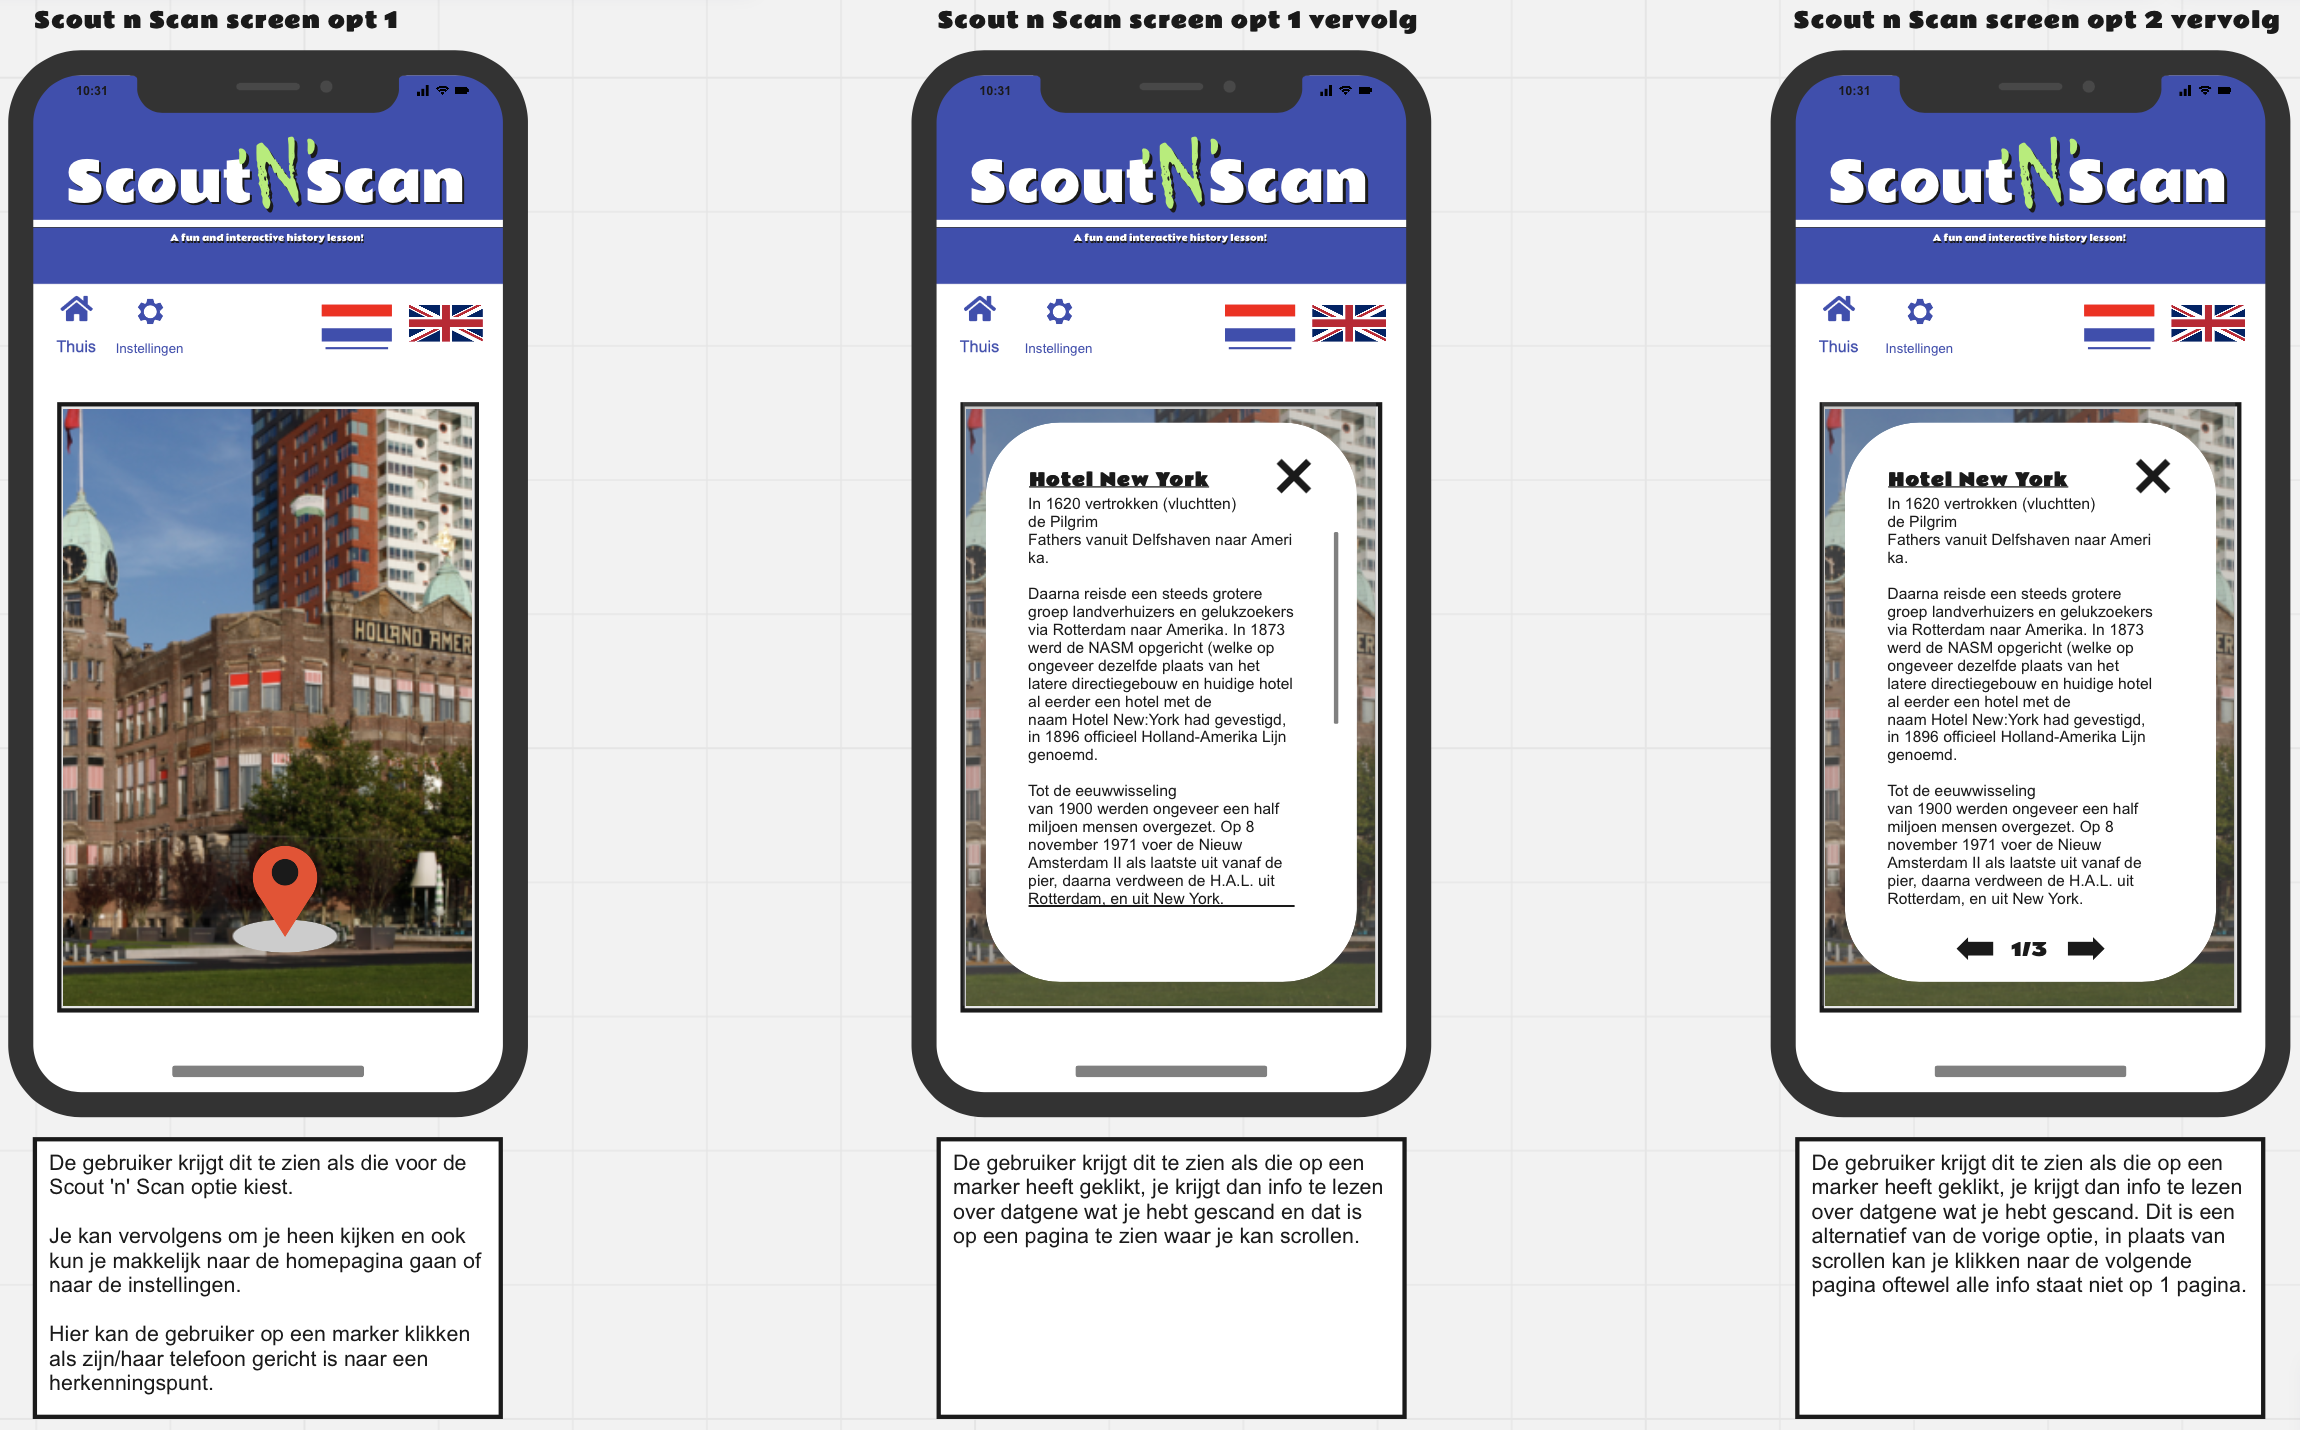 Scout n Scan screen opt 1
10:31
Scout'N'Scan
A fun and interactive history lesson!
Thuis
Instellingen
HOLLAND AMER
De gebruiker krijgt dit te zien als die voor de
Scout 'n' Scan optie kiest.
Je kan vervolgens om je heen kijken en ook
kun je makkelijk naar de homepagina gaan of
naar de instellingen.
Hier kan de gebruiker op een marker klikken
als zijn/haar telefoon gericht is naar een
herkenningspunt.
Scout n Scan screen opt 1 vervolg
10:31
Scout'N'Scan
A fun and interactive history lesson!
Thuis
Instellingen
Hotel New York
In 1620 vertrokken (vluchtten)
de Pilgrim
Fathers vanuit Delfshaven naar Ameri
ka.
Daarna reisde een steeds grotere
groep landverhuizers en gelukzoekers
via Rotterdam naar Amerika. In 1873
werd de NASM opgericht (welke op
ongeveer dezelfde plaats van het
latere directiegebouw en huidige hotel
al eerder een hotel met de
naam Hotel New:York had gevestigd,
in 1896 officieel Holland-Amerika Lijn
genoemd.
Tot de eeuwwisseling
van 1900 werden ongeveer een half
miljoen mensen overgezet. Op 8
november 1971 voer de Nieuw
Amsterdam II als laatste uit vanaf de
pier, daarna verdween de H.A.L. uit
Rotterdam, en uit New York.
ER
De gebruiker krijgt dit te zien als die op een
marker heeft geklikt, je krijgt dan info te lezen
over datgene wat je hebt gescand en dat is
op een pagina te zien waar je kan scrollen.
Scout n Scan screen opt 2 vervolg
10:31
Scout'N'Scan
A fun and interactive history lesson!
Thuis
Instellingen
Hotel New York
In 1620 vertrokken (vluchtten)
de Pilgrim
Fathers vanuit Delfshaven naar Ameri
ka.
Daarna reisde een steeds grotere
groep landverhuizers en gelukzoekers
via Rotterdam naar Amerika. In 1873
werd de NASM opgericht (welke op
ongeveer dezelfde plaats van het
latere directiegebouw en huidige hotel
al eerder een hotel met de
naam Hotel New:York had gevestigd,
in 1896 officieel Holland-Amerika Lijn
genoemd.
Tot de eeuwwisseling
van 1900 werden ongeveer een half
miljoen mensen overgezet. Op 8
november 1971 voer de Nieuw
Amsterdam II als laatste uit vanaf de
pier, daarna verdween de H.A.L. uit
Rotterdam, en uit New York.
ER
1/3
De gebruiker krijgt dit te zien als die op een
marker heeft geklikt, je krijgt dan info te lezen
over datgene wat je hebt gescand. Dit is een
alternatief van de vorige optie, in plaats van
scrollen kan je klikken naar de volgende
pagina oftewel alle info staat niet op 1 pagina.